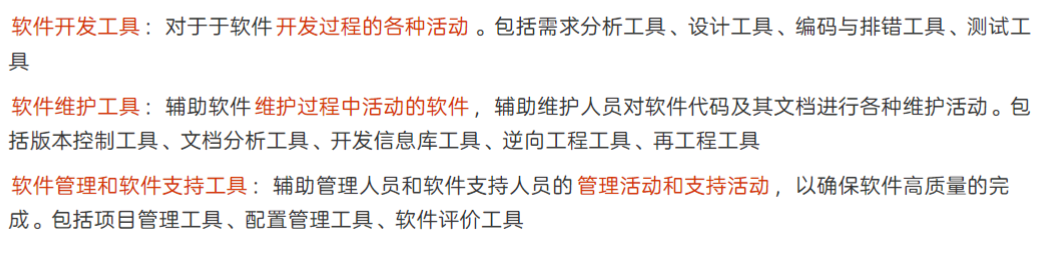 软件开发工具：对于于软件开发过程的各种活动。包括需求分析工具、设计工具、编码与排错工具、测试工
具
软件维护工具：辅助软件维护过程中活动的软件，辅助维护人员对软件代码及其文档进行各种维护活动。包
括版本控制工具、文档分析工具、开发信息库工具、逆向工程工具、再工程工具
软件管理和软件支持工具：辅助管理人员和软件支持人员的管理活动和支持活动，以确保软件高质量的完
成。包括项目管理工具、配置管理工具、软件评价工具